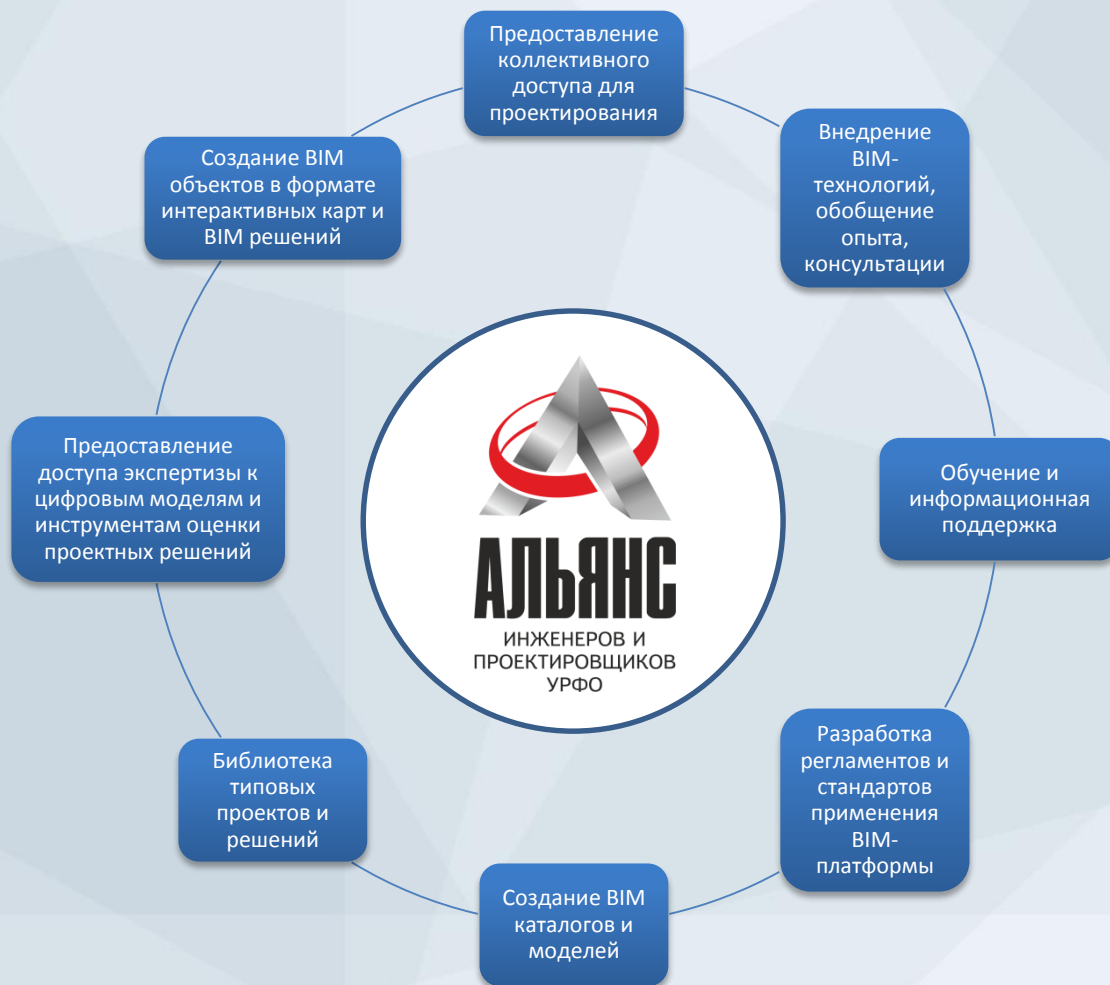 Предоставление
коллективного
доступа для
проектирования
Внедрение
BIM-
технологий,
обобщение
опыта,
консультации
Обучение и
информационная
поддержка
Разработка
регламентов и
стандартов
применения
BIM-
платформы
Создание BIM
каталогов и
моделей
Библиотека
типовых
проектов и
решений
Предоставление
доступа экспертизы к
цифровым моделям и
инструментам оценки
проектных решений
Создание BIM
объектов в формате
интерактивных карт и
BIM решений
АЛЬЯНС
ИНЖЕНЕРОВ И
ПРОЕКТИРОВЩИКОВ
УРФО